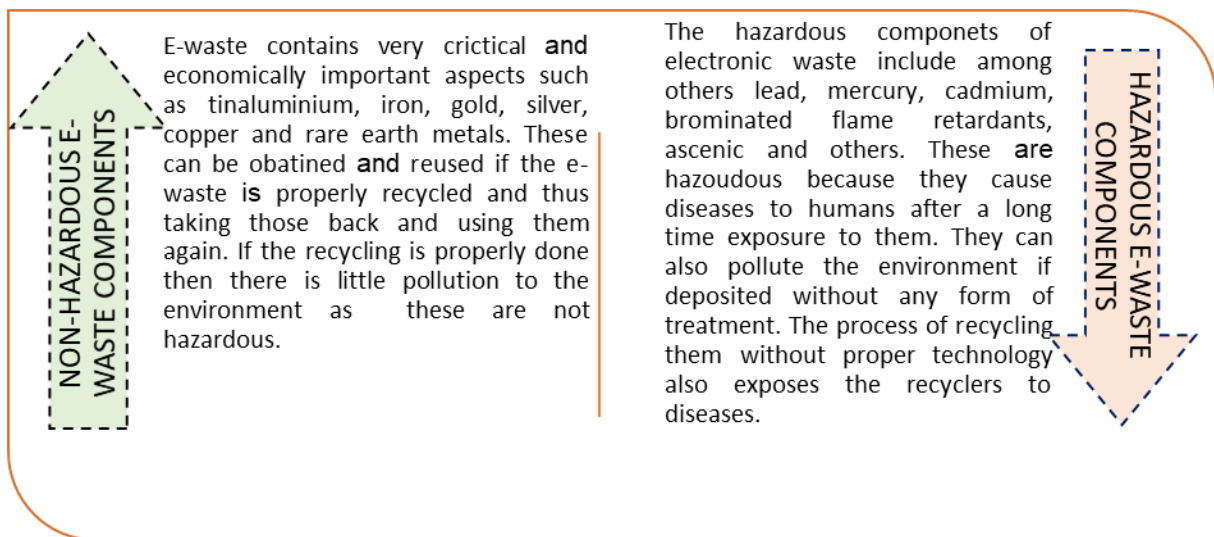 NON-HAZARDOUS E-
WASTE COMPONENTS
E-waste contains very crictical and
economically important aspects such
as tinaluminium, iron, gold, silver,
copper and rare earth metals. These
can be obatined and reused if the e-
waste is properly recycled and thus
taking those back and using them
again. If the recycling is properly done
then there is little pollution to the
environment as these are not
hazardous.
The hazardous componets of
electronic waste include among
others lead, mercury, cadmium,
brominated flame retardants,
ascenic and others. These are
hazoudous because they cause
diseases to humans after a long
time exposure to them. They can
also pollute the environment if
deposited without any form of
treatment. The process of recycling
them without proper technology
also exposes the recyclers to
diseases.
HAZARDOUS E-WASTE
COMPONENTS